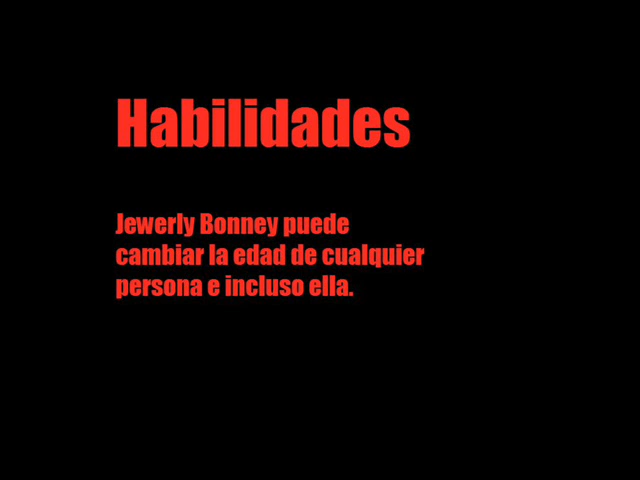 Habilidades
Jewerly Bonney puede
cambiar la edad de cualquier
persona e incluso ella.